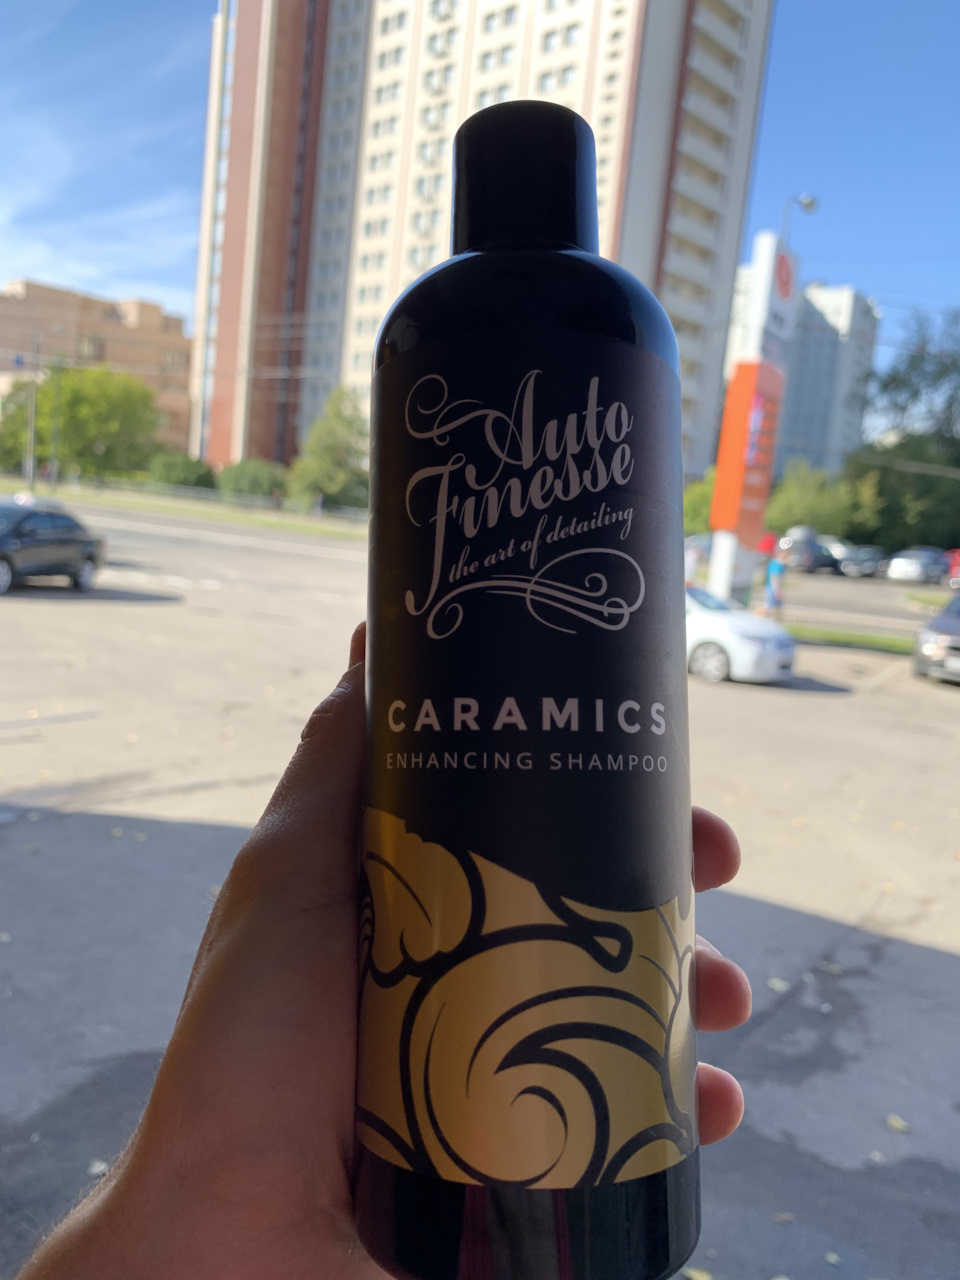 Auto
Finesse
the art of detailing
CARAMICS
ENHANCING SHAMPOO